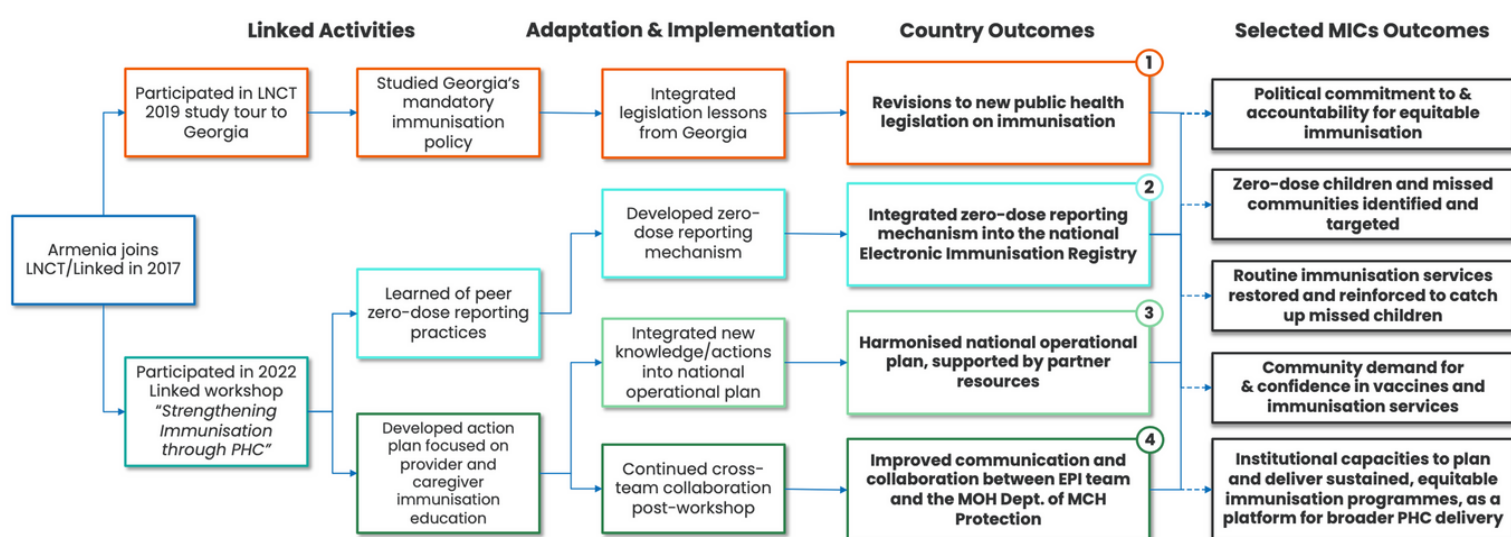 Linked Activities
Adaptation & Implementation
Country Outcomes
Selected MICs Outcomes
Armenia joins
LNCT/Linked in 2017
Participated in LNCT
2019 study tour to
Georgia
Studied Georgia's
mandatory
immunisation
policy
Integrated
legislation lessons
from Georgia
1
Revisions to new public health
legislation on immunisation
Participated in 2022
Linked workshop
"Strengthening
Immunisation
through PHC"
Learned of peer
zero-dose reporting
practices
Developed zero-
dose reporting
mechanism
2
Integrated zero-dose reporting
mechanism into the national
Electronic Immunisation Registry
Developed action
plan focused on
provider and
caregiver
immunisation
education
Integrated new
knowledge/actions
into national
operational plan
3
Harmonised national operational
plan, supported by partner
resources
Continued cross-
team collaboration
post-workshop
4
Improved communication and
collaboration between EPI team
and the MOH Dept. of MCH
Protection
Political commitment to &
accountability for equitable
immunisation
Zero-dose children and missed
communities identified and
targeted
Routine immunisation services
restored and reinforced to catch
up missed children
Community demand for
& confidence in vaccines and
immunisation services
Institutional capacities to plan
and deliver sustained, equitable
immunisation programmes, as a
platform for broader PHC delivery